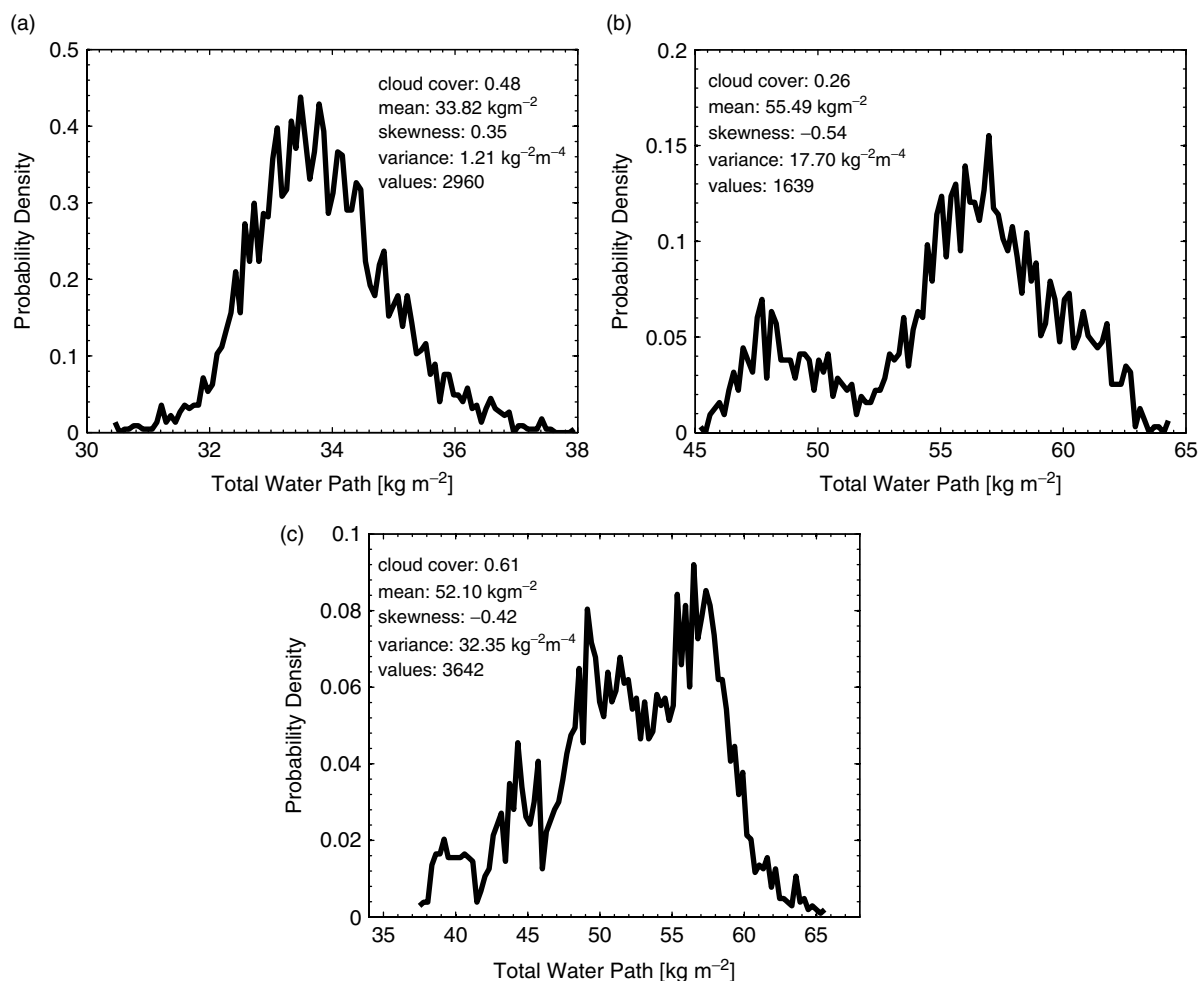 (a)
0.5
0.4
0.3
0.2
0.1
0
Probability Density
cloud cover: 0.48
mean: 33.82 kgm⁻²
skewness: 0.35
variance: 1.21 kg⁻²m⁻⁴
values: 2960
30 32 34 35 36 38
Total Water Path [kg m⁻²]
(b)
0.2
0.15
0.1
0.05
0
Probability Density
cloud cover: 0.26
mean: 55.49 kgm⁻²
skewness: −0.54
variance: 17.70 kg⁻²m⁻⁴
values: 1639
45 50 55 60 65
Total Water Path [kg m⁻²]
(c)
0.1
0.08
0.06
0.04
0.02
0
Probability Density
cloud cover: 0.61
mean: 52.10 kgm⁻²
skewness: −0.42
variance: 32.35 kg⁻²m⁻⁴
values: 3642
35 40 45 50 55 60 65
Total Water Path [kg m⁻²]